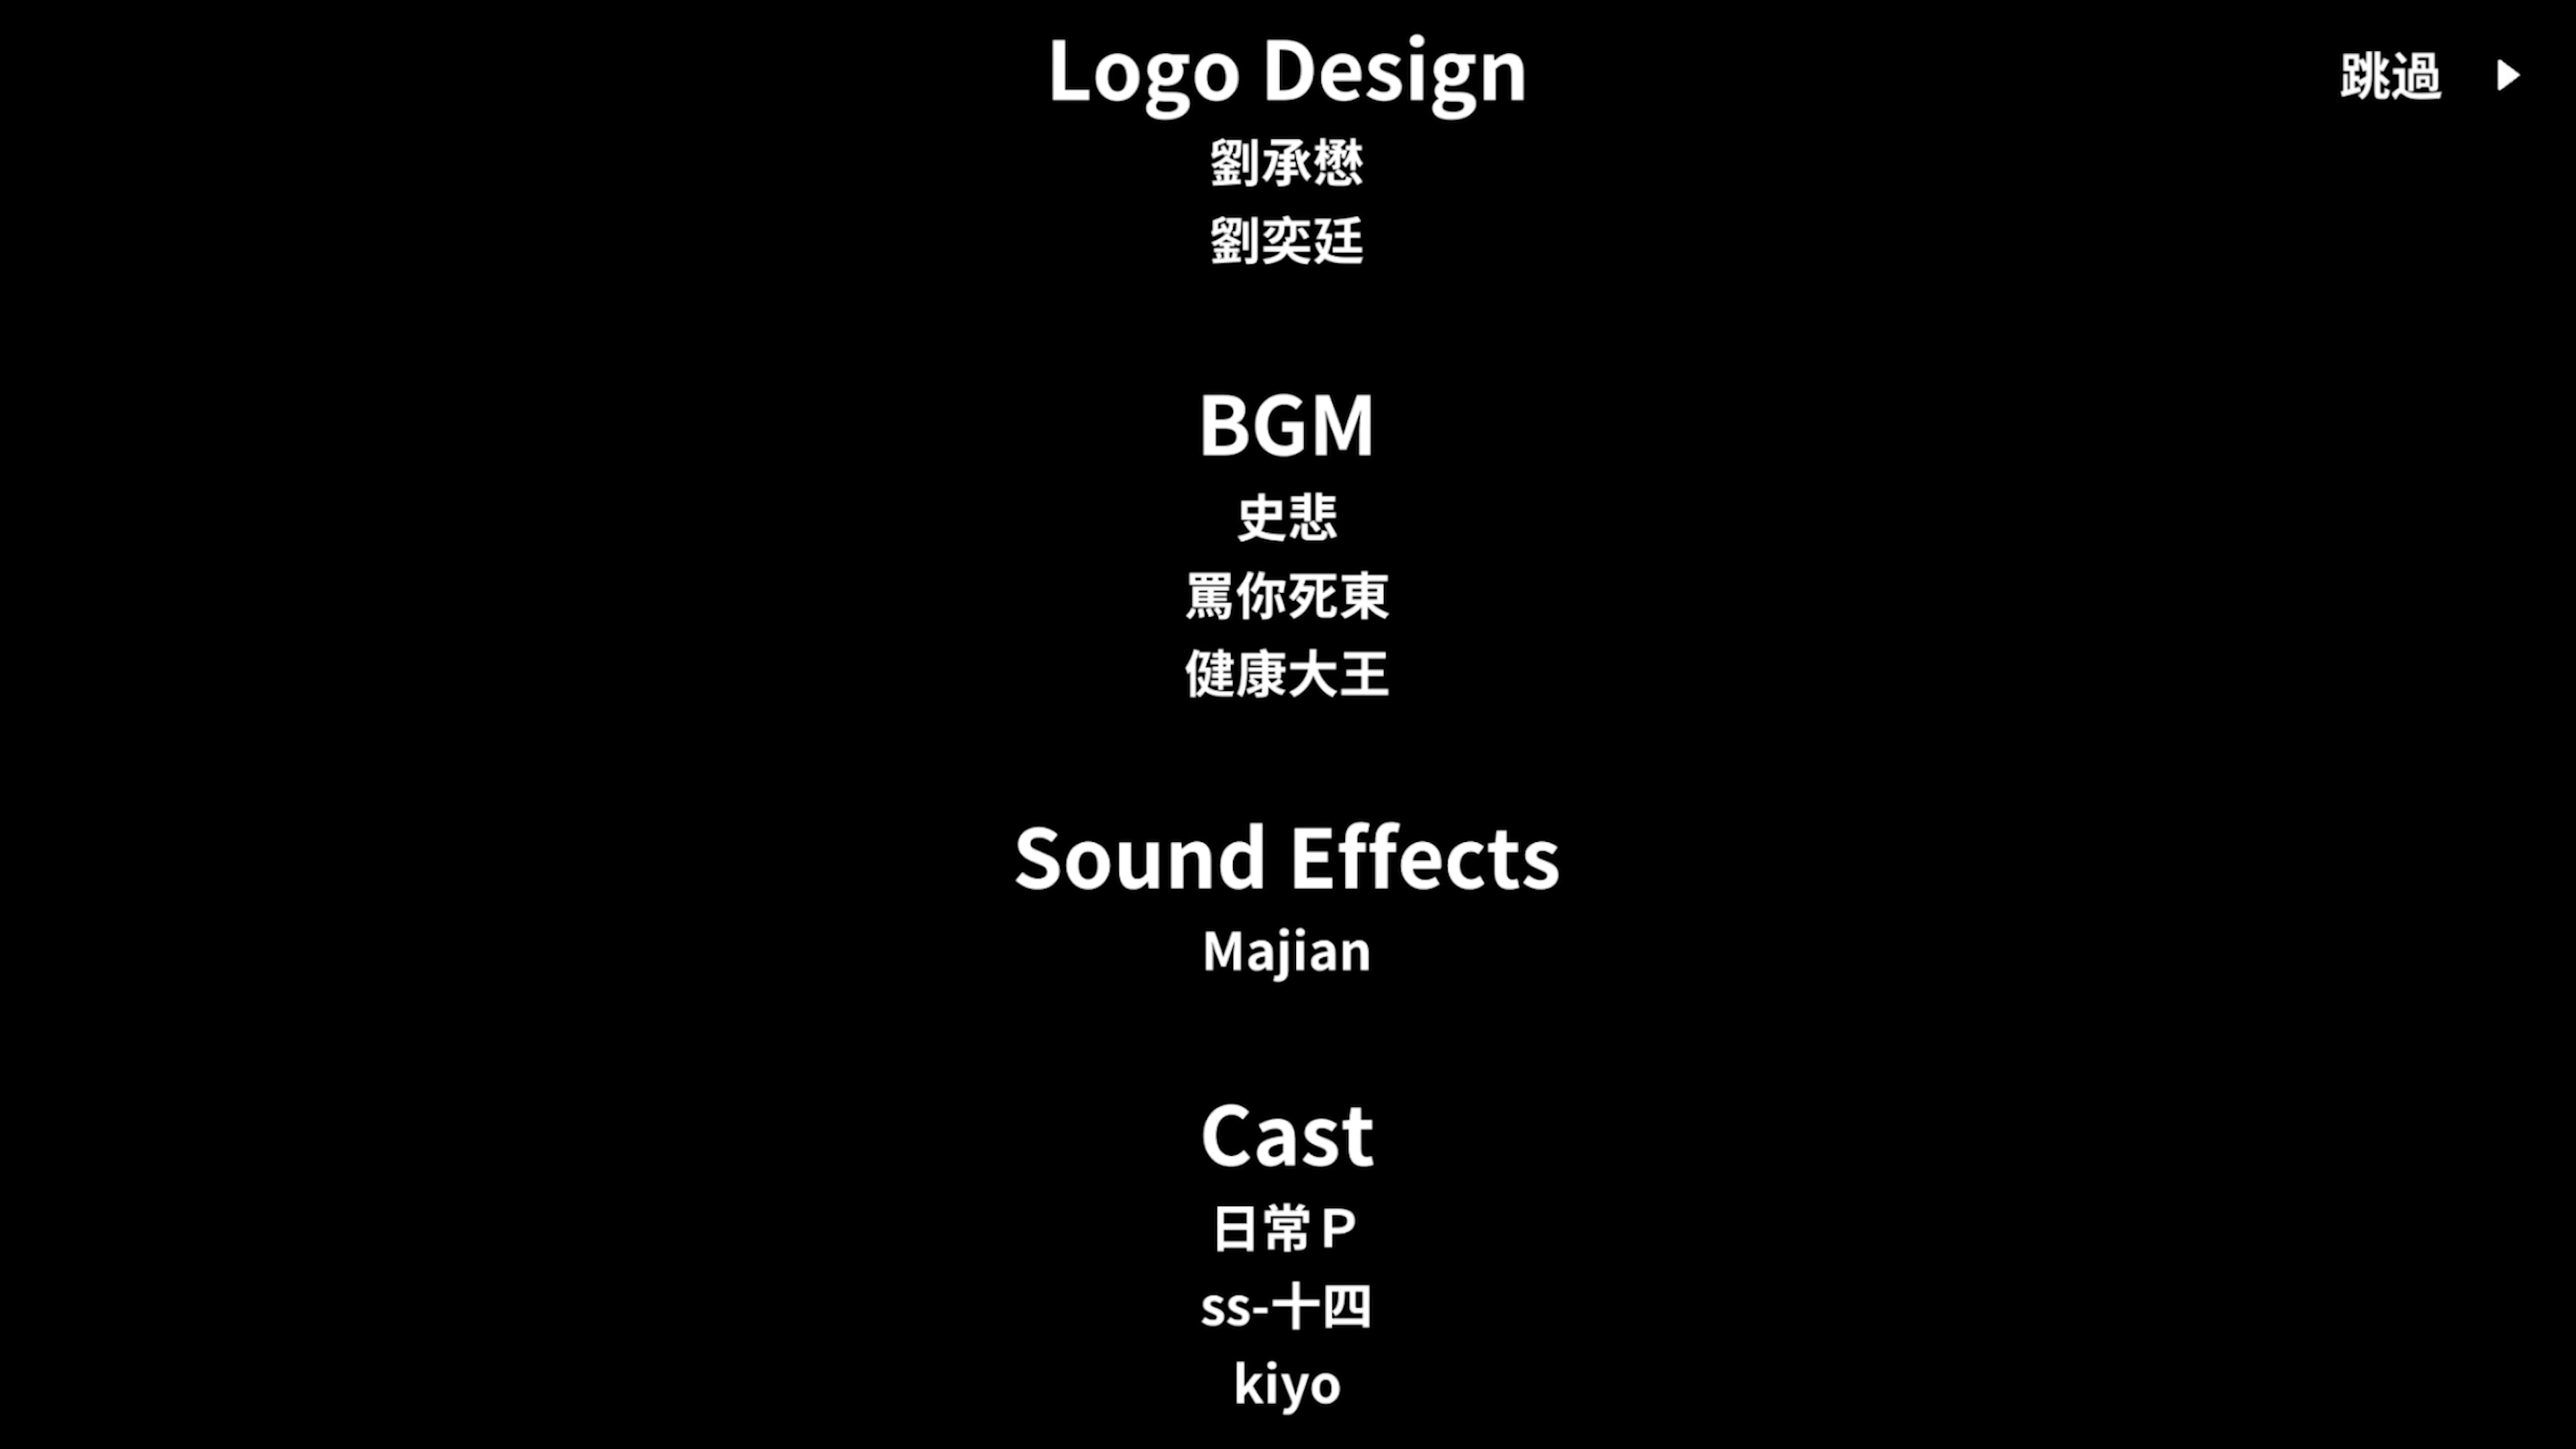 Logo Design
跳過
劉承懋
劉奕廷
BGM
史悲
罵你死東
健康大王
Sound Effects
Majian
Cast
日常Ｐ
ss-十四
kiyo